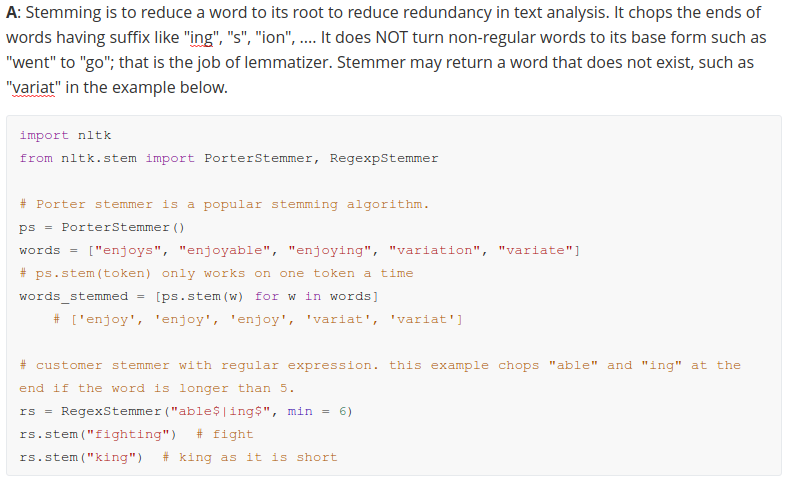 A: Stemming is to reduce a word to its root to reduce redundancy in text analysis. It chops the ends of
words having suffix like "ing", "s", "ion", .... It does NOT turn non-regular words to its base form such as
"went" to "go"; that is the job of lemmatizer. Stemmer may return a word that does not exist, such as
"variat" in the example below.
import nltk
from nltk.stem import PorterStemmer, RegexpStemmer
# Porter stemmer is a popular stemming algorithm.
ps = PorterStemmer()
words = ["enjoys", "enjoyable", "enjoying", "variation", "variate"]
# ps.stem(token) only works on one token a time
words_stemmed = [ps.stem(w) for w in words]
# ['enjoy', 'enjoy', 'enjoy', 'variat', 'variat']
# customer stemmer with regular expression. this example chops "able" and "ing" at the
end if the word is longer than 5.
rs = RegexStemmer("able$|ing$", min = 6)
rs.stem("fighting")  # fight
rs.stem("king")  # king as it is short